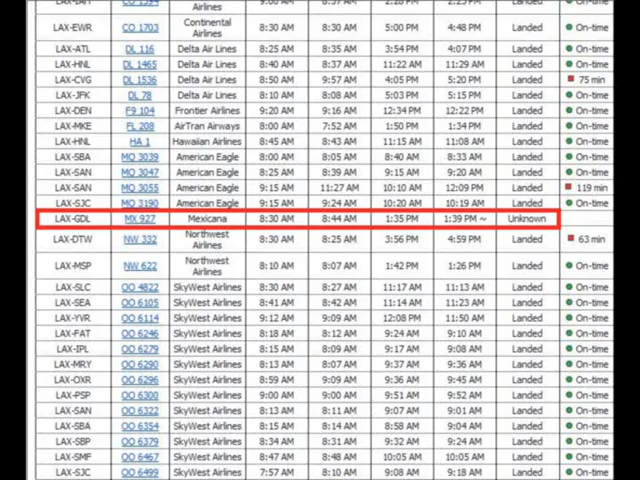 Airlines
LAX-EWR CO 1703 Continental Airlines 8:30 AM 8:30 AM 5:00 PM 4:48 PM Landed On-time
LAX-ATL DL 116 Delta Air Lines 8:25 AM 8:35 AM 3:54 PM 4:07 PM Landed On-time
LAX-HNL DL 1465 Delta Air Lines 8:40 AM 8:37 AM 11:22 AM 11:29 AM Landed On-time
LAX-CVG DL 1536 Delta Air Lines 8:50 AM 9:57 AM 4:05 PM 5:20 PM Landed 75 min
LAX-JFK DL 78 Delta Air Lines 8:10 AM 8:08 AM 5:03 PM 5:15 PM Landed On-time
LAX-DEN F9 104 Frontier Airlines 9:20 AM 9:16 AM 12:34 PM 12:22 PM Landed On-time
LAX-MKE FL 208 AirTran Airways 8:00 AM 7:52 AM 1:50 PM 1:34 PM Landed On-time
LAX-HNL HA 1 Hawaiian Airlines 8:45 AM 8:43 AM 11:15 AM 11:08 AM Landed On-time
LAX-SBA MQ 3039 American Eagle 8:00 AM 8:05 AM 8:40 AM 8:33 AM Landed On-time
LAX-SAN MQ 3047 American Eagle 8:25 AM 8:39 AM 9:15 AM 9:20 AM Landed On-time
LAX-SAN MQ 3055 American Eagle 9:15 AM 11:27 AM 10:10 AM 12:09 PM Landed 119 min
LAX-SJC MQ 3190 American Eagle 9:15 AM 9:24 AM 10:20 AM 10:19 AM Landed On-time
LAX-GDL MX 927 Mexicana 8:30 AM 8:44 AM 1:35 PM 1:39 PM ~ Unknown
LAX-DTW NW 332 Northwest Airlines 8:30 AM 8:25 AM 3:56 PM 4:59 PM Landed 63 min
LAX-MSP NW 622 Northwest Airlines 8:10 AM 8:07 AM 1:42 PM 1:26 PM Landed On-time
LAX-SLC OO 4822 SkyWest Airlines 8:30 AM 8:27 AM 11:17 AM 11:13 AM Landed On-time
LAX-SEA OO 6105 SkyWest Airlines 8:41 AM 8:42 AM 11:14 AM 11:23 AM Landed On-time
LAX-YVR OO 6114 SkyWest Airlines 9:12 AM 9:09 AM 12:08 PM 11:50 AM Landed On-time
LAX-FAT OO 6246 SkyWest Airlines 8:18 AM 8:12 AM 9:24 AM 9:10 AM Landed On-time
LAX-IPL OO 6279 SkyWest Airlines 8:15 AM 8:09 AM 9:17 AM 9:08 AM Landed On-time
LAX-MRY OO 6290 SkyWest Airlines 8:13 AM 8:07 AM 9:37 AM 9:36 AM Landed On-time
LAX-OXR OO 6296 SkyWest Airlines 8:59 AM 9:09 AM 9:36 AM 9:45 AM Landed On-time
LAX-PSP OO 6300 SkyWest Airlines 9:00 AM 9:00 AM 9:51 AM 9:52 AM Landed On-time
LAX-SAN OO 6322 SkyWest Airlines 8:13 AM 8:11 AM 9:07 AM 9:01 AM Landed On-time
LAX-SBA OO 6354 SkyWest Airlines 8:15 AM 8:14 AM 8:58 AM 9:04 AM Landed On-time
LAX-SBP OO 6379 SkyWest Airlines 8:34 AM 8:31 AM 9:32 AM 9:32 AM Landed On-time
LAX-SMF OO 6467 SkyWest Airlines 8:47 AM 8:48 AM 10:05 AM 10:05 AM Landed On-time
LAX-SJC OO 6499 SkyWest Airlines 7:57 AM 8:10 AM 9:08 AM 9:18 AM Landed On-time